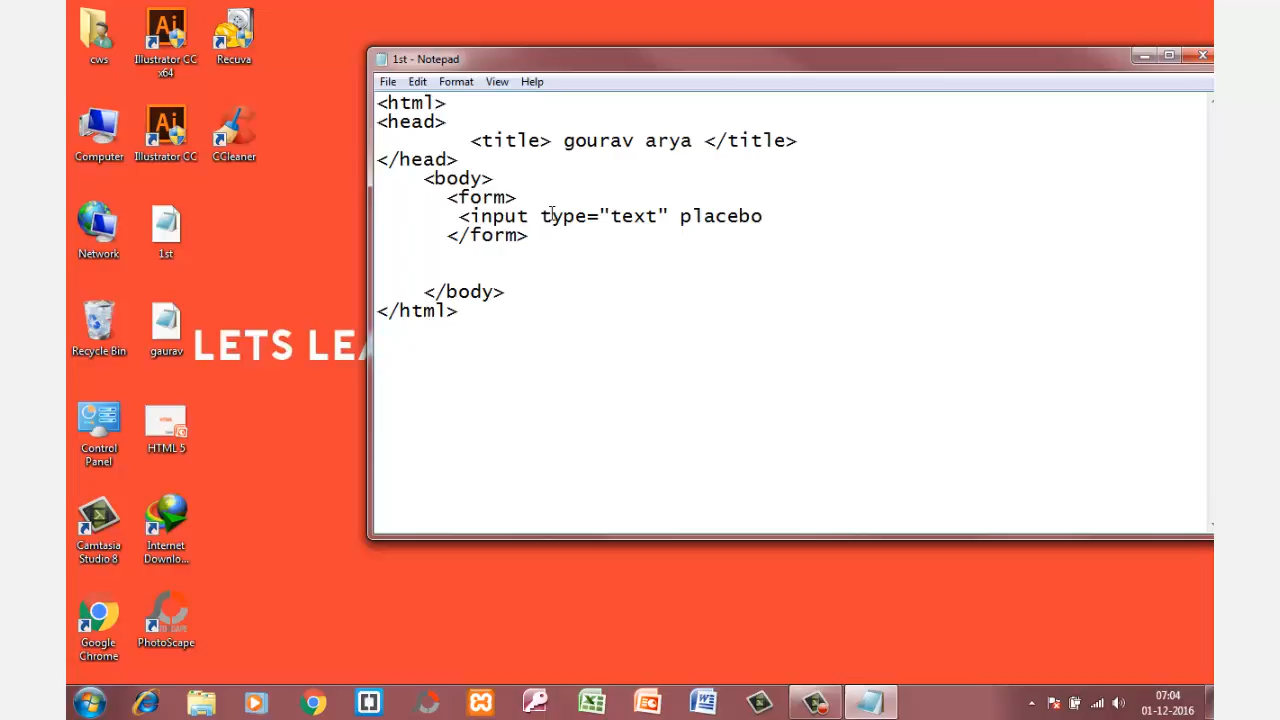 cws
Illustrator CC
x64
Recuva
Computer
Illustrator CC
CCleaner
Network
1st
Recycle Bin
gaurav
LETS LEA
Control
Panel
HTML 5
Camtasia
Studio 8
Internet
Downlo...
Google
Chrome
PhotoScape
1st - Notepad
File Edit Format View Help
<html>
<head>
<title> gourav arya </title>
</head>
<body>
<form>
<input type="text" placebo
</form>
</body>
</html>
07:04
01-12-2016